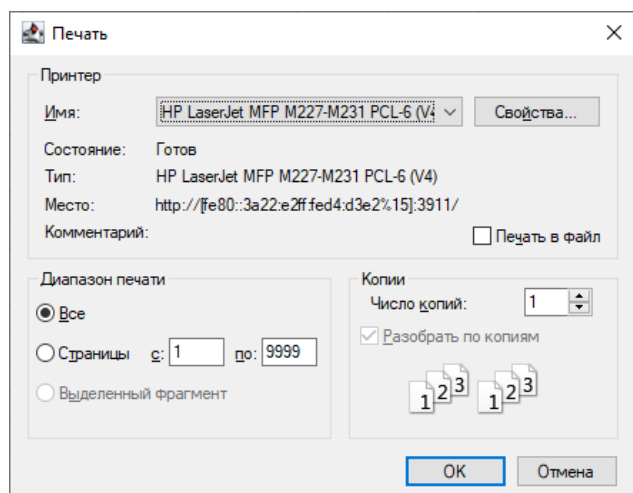 Печать
Принтер
Имя: HP LaserJet MFP M227-M231 PCL-6 (V4 Свойства...
Состояние: Готов
Тип: HP LaserJet MFP M227-M231 PCL-6 (V4)
Место: http://[fe80::3a22:e2ff:fed4:d3e2%15]:3911/
Комментарий: Печать в файл
Диапазон печати
Все
Страницы с: 1 по: 9999
Выделенный фрагмент
Копии
Число копий: 1
Разобрать по копиям
1 2 3 1 2 3
OK Отмена